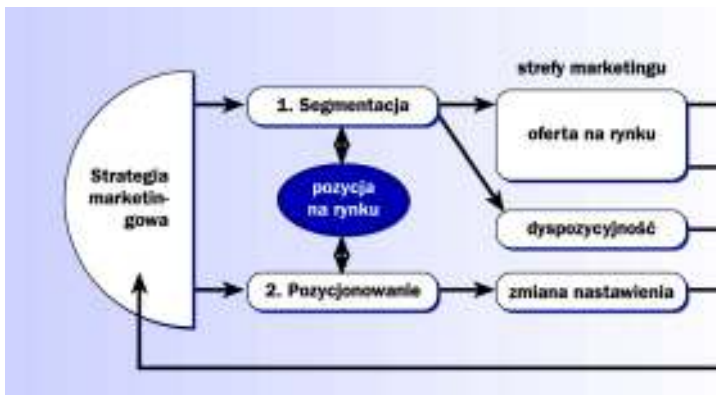 strefy marketingu
1. Segmentacja
oferta na rynku
Strategia
marketin-
gowa
pozycja
na rynku
dyspozycyjność
2. Pozycjonowanie
zmiana nastawienia